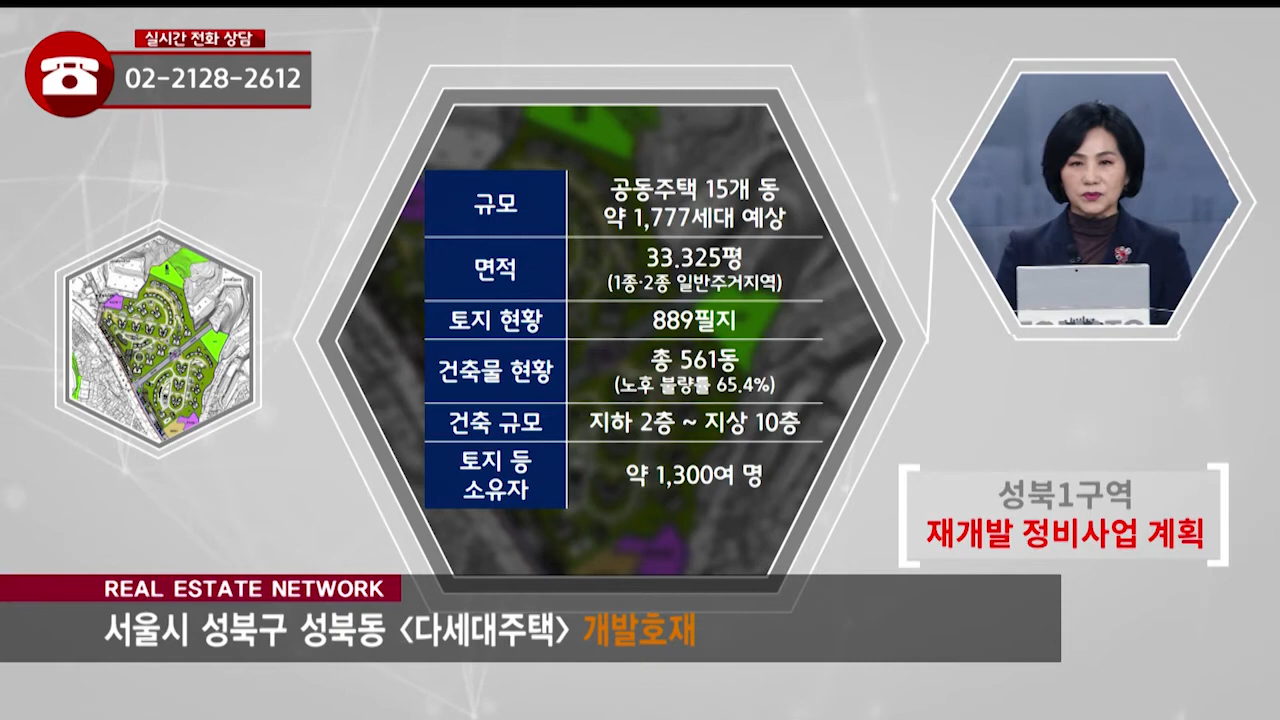 실시간 전화 상담
02-2128-2612
규모
공동주택 15개 동
약 1,777세대 예상
면적
33.325평
(1종·2종 일반주거지역)
토지 현황
889필지
건축물 현황
총 561동
(노후 불량률 65.4%)
건축 규모
지하 2층 ~ 지상 10층
토지 등
소유자
약 1,300여 명
성북1구역
재개발 정비사업 계획
REAL ESTATE NETWORK
서울시 성북구 성북동 <다세대주택> 개발호재